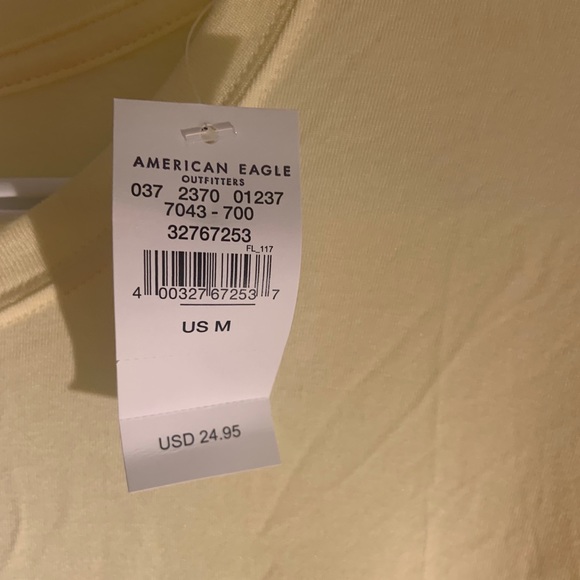 AMERICAN EAGLE
OUTFITTERS
037 2370 01237
7043 - 700
32767253
FL_117
4 00327 67253 7
US M
USD 24.95